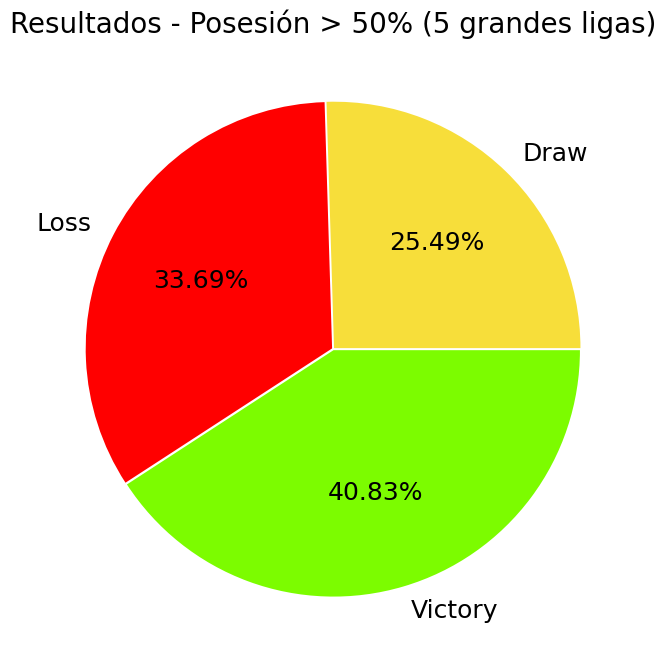 Resultados - Posesión > 50% (5 grandes ligas)
Draw
25.49%
Loss
33.69%
40.83%
Victory